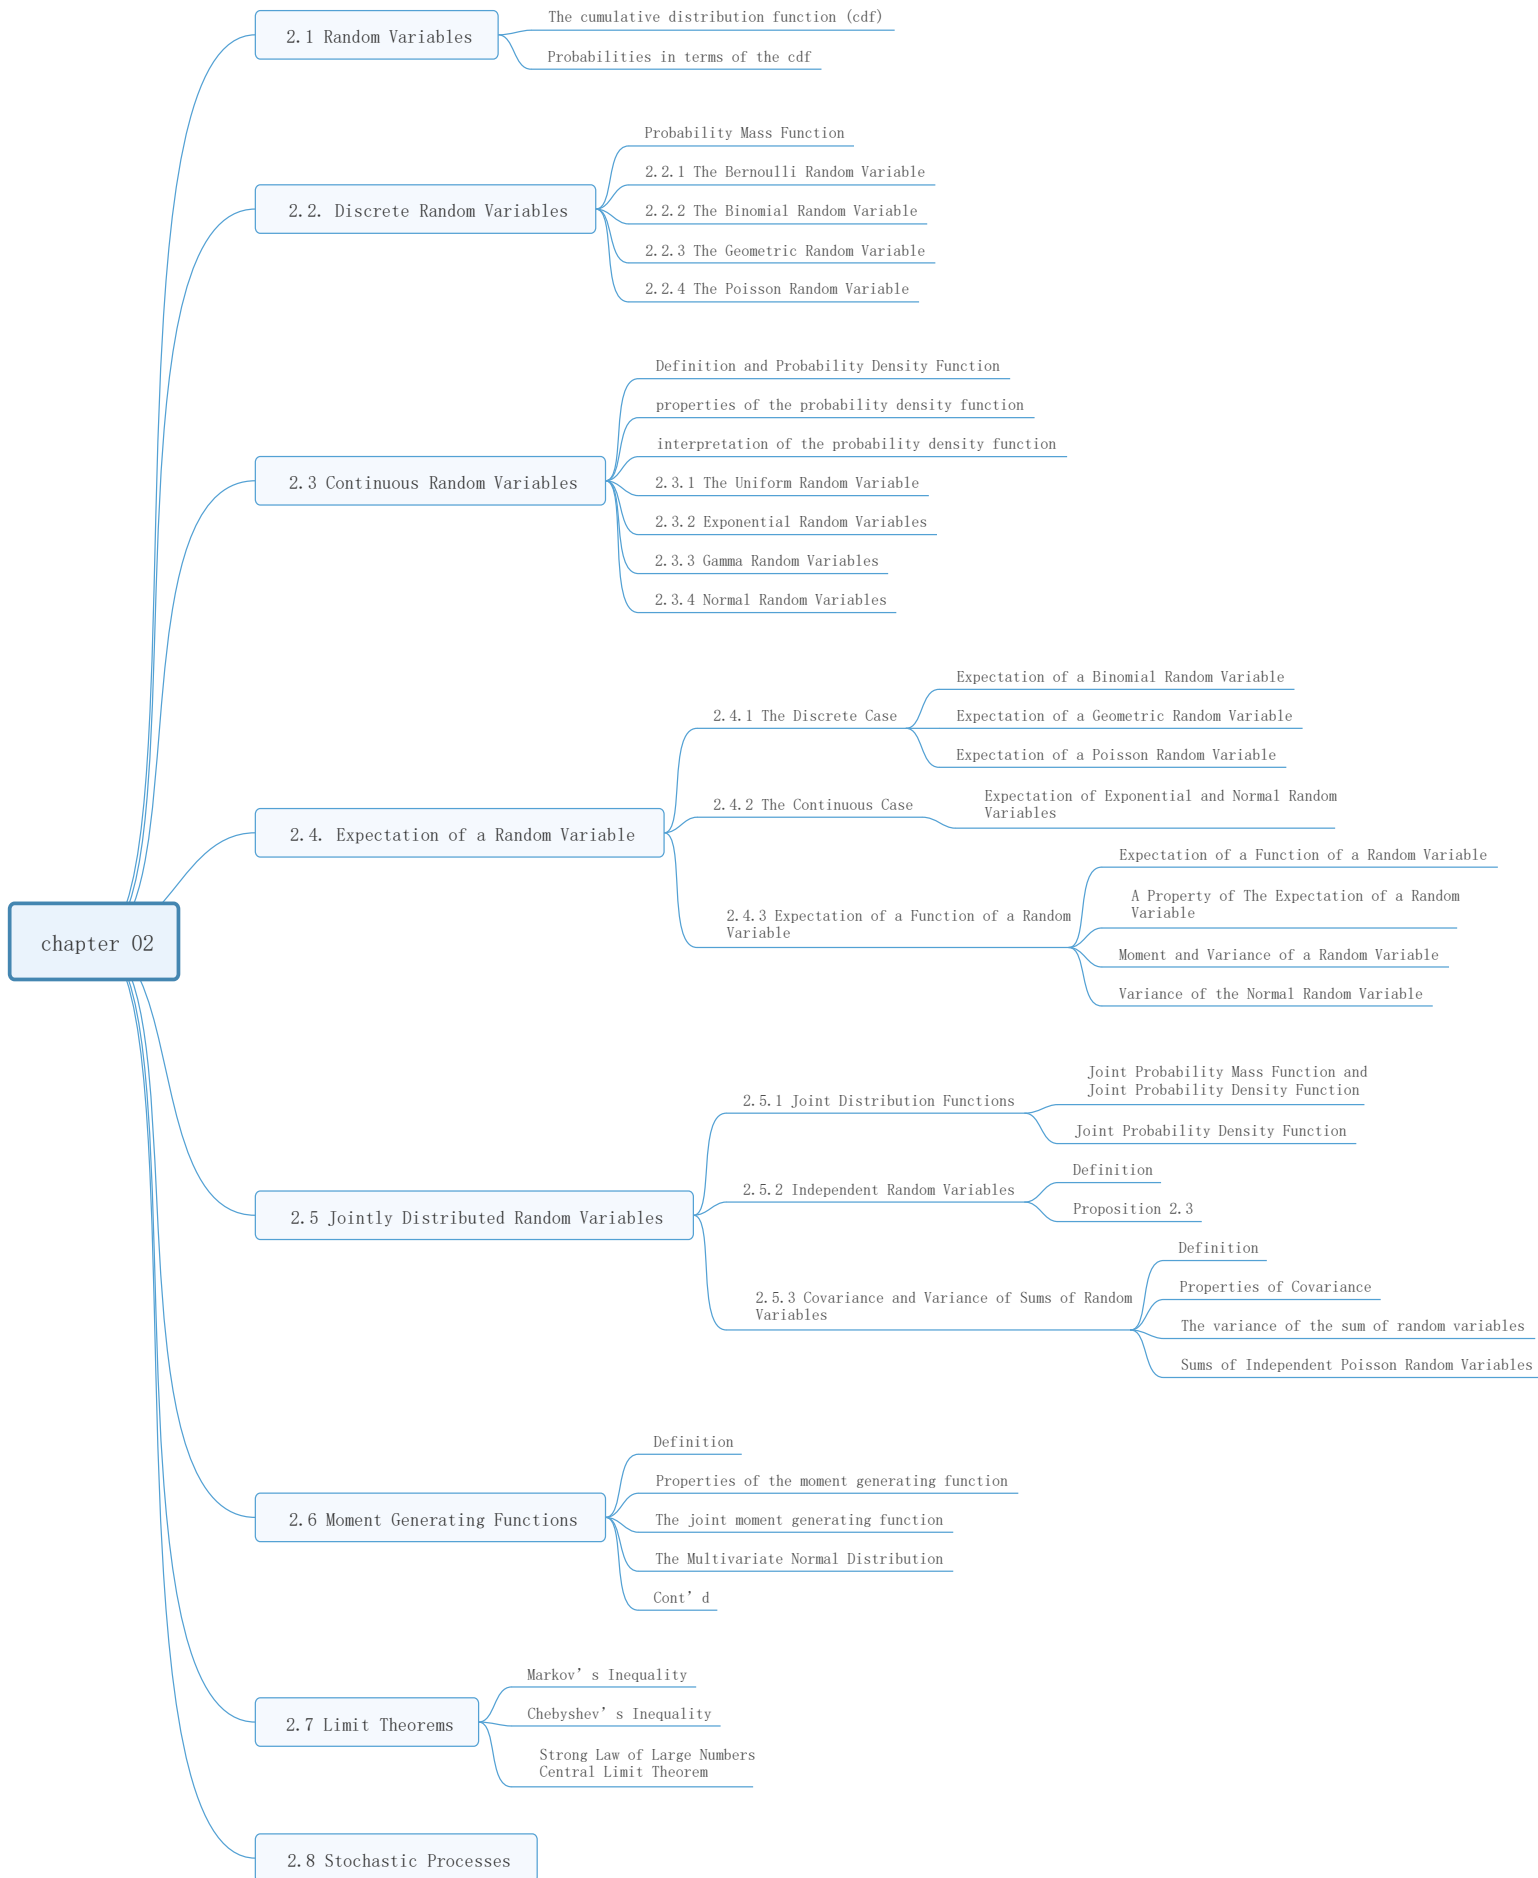 chapter 02
2.1 Random Variables
The cumulative distribution function (cdf)
Probabilities in terms of the cdf
2.2. Discrete Random Variables
Probability Mass Function
2.2.1 The Bernoulli Random Variable
2.2.2 The Binomial Random Variable
2.2.3 The Geometric Random Variable
2.2.4 The Poisson Random Variable
2.3 Continuous Random Variables
Definition and Probability Density Function
properties of the probability density function
interpretation of the probability density function
2.3.1 The Uniform Random Variable
2.3.2 Exponential Random Variables
2.3.3 Gamma Random Variables
2.3.4 Normal Random Variables
2.4. Expectation of a Random Variable
2.4.1 The Discrete Case
Expectation of a Binomial Random Variable
Expectation of a Geometric Random Variable
Expectation of a Poisson Random Variable
2.4.2 The Continuous Case
Expectation of Exponential and Normal Random
Variables
2.4.3 Expectation of a Function of a Random
Variable
Expectation of a Function of a Random Variable
A Property of The Expectation of a Random
Variable
Moment and Variance of a Random Variable
Variance of the Normal Random Variable
2.5 Jointly Distributed Random Variables
2.5.1 Joint Distribution Functions
Joint Probability Mass Function and
Joint Probability Density Function
Joint Probability Density Function
2.5.2 Independent Random Variables
Definition
Proposition 2.3
2.5.3 Covariance and Variance of Sums of Random
Variables
Definition
Properties of Covariance
The variance of the sum of random variables
Sums of Independent Poisson Random Variables
2.6 Moment Generating Functions
Definition
Properties of the moment generating function
The joint moment generating function
The Multivariate Normal Distribution
Cont’d
2.7 Limit Theorems
Markov’s Inequality
Chebyshev’s Inequality
Strong Law of Large Numbers
Central Limit Theorem
2.8 Stochastic Processes